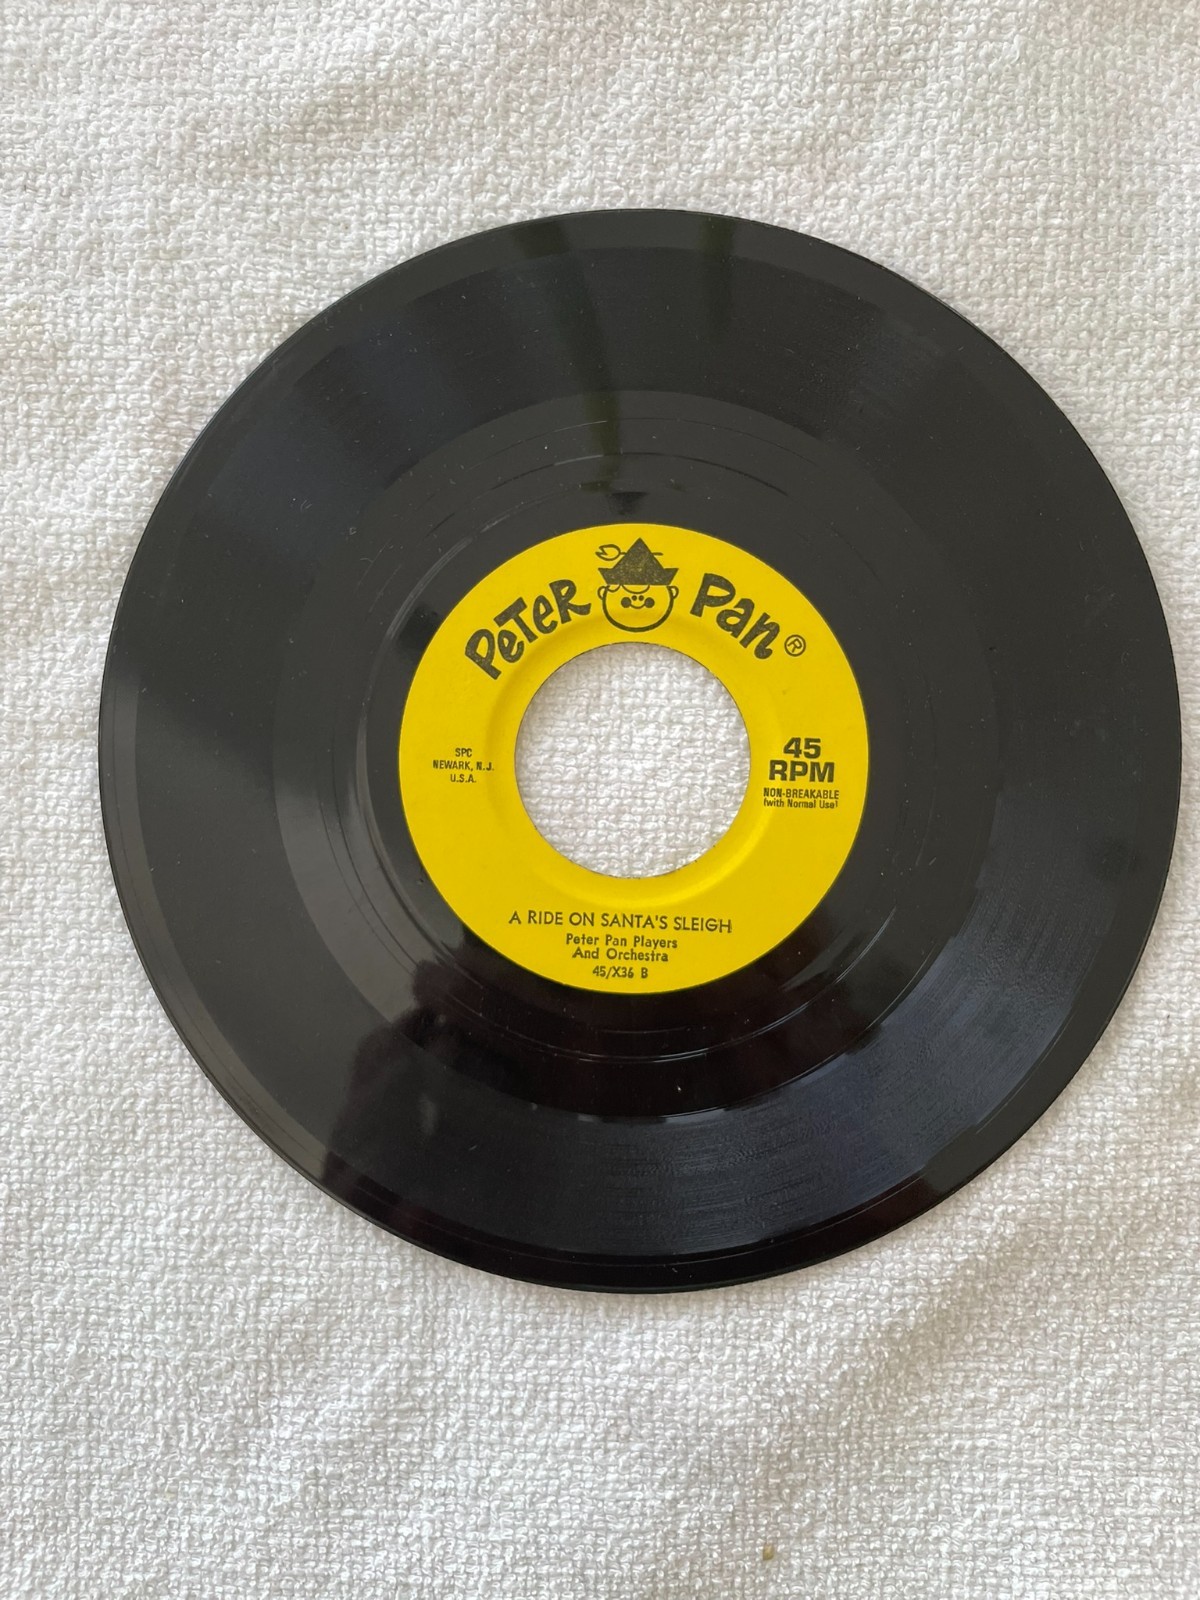 PETER PAN®
SPC
NEWARK, N.J.
U.S.A.
45
RPM
NON-BREAKABLE
(with Normal Use)
A RIDE ON SANTA'S SLEIGH
Peter Pan Players
And Orchestra
45/X36 B